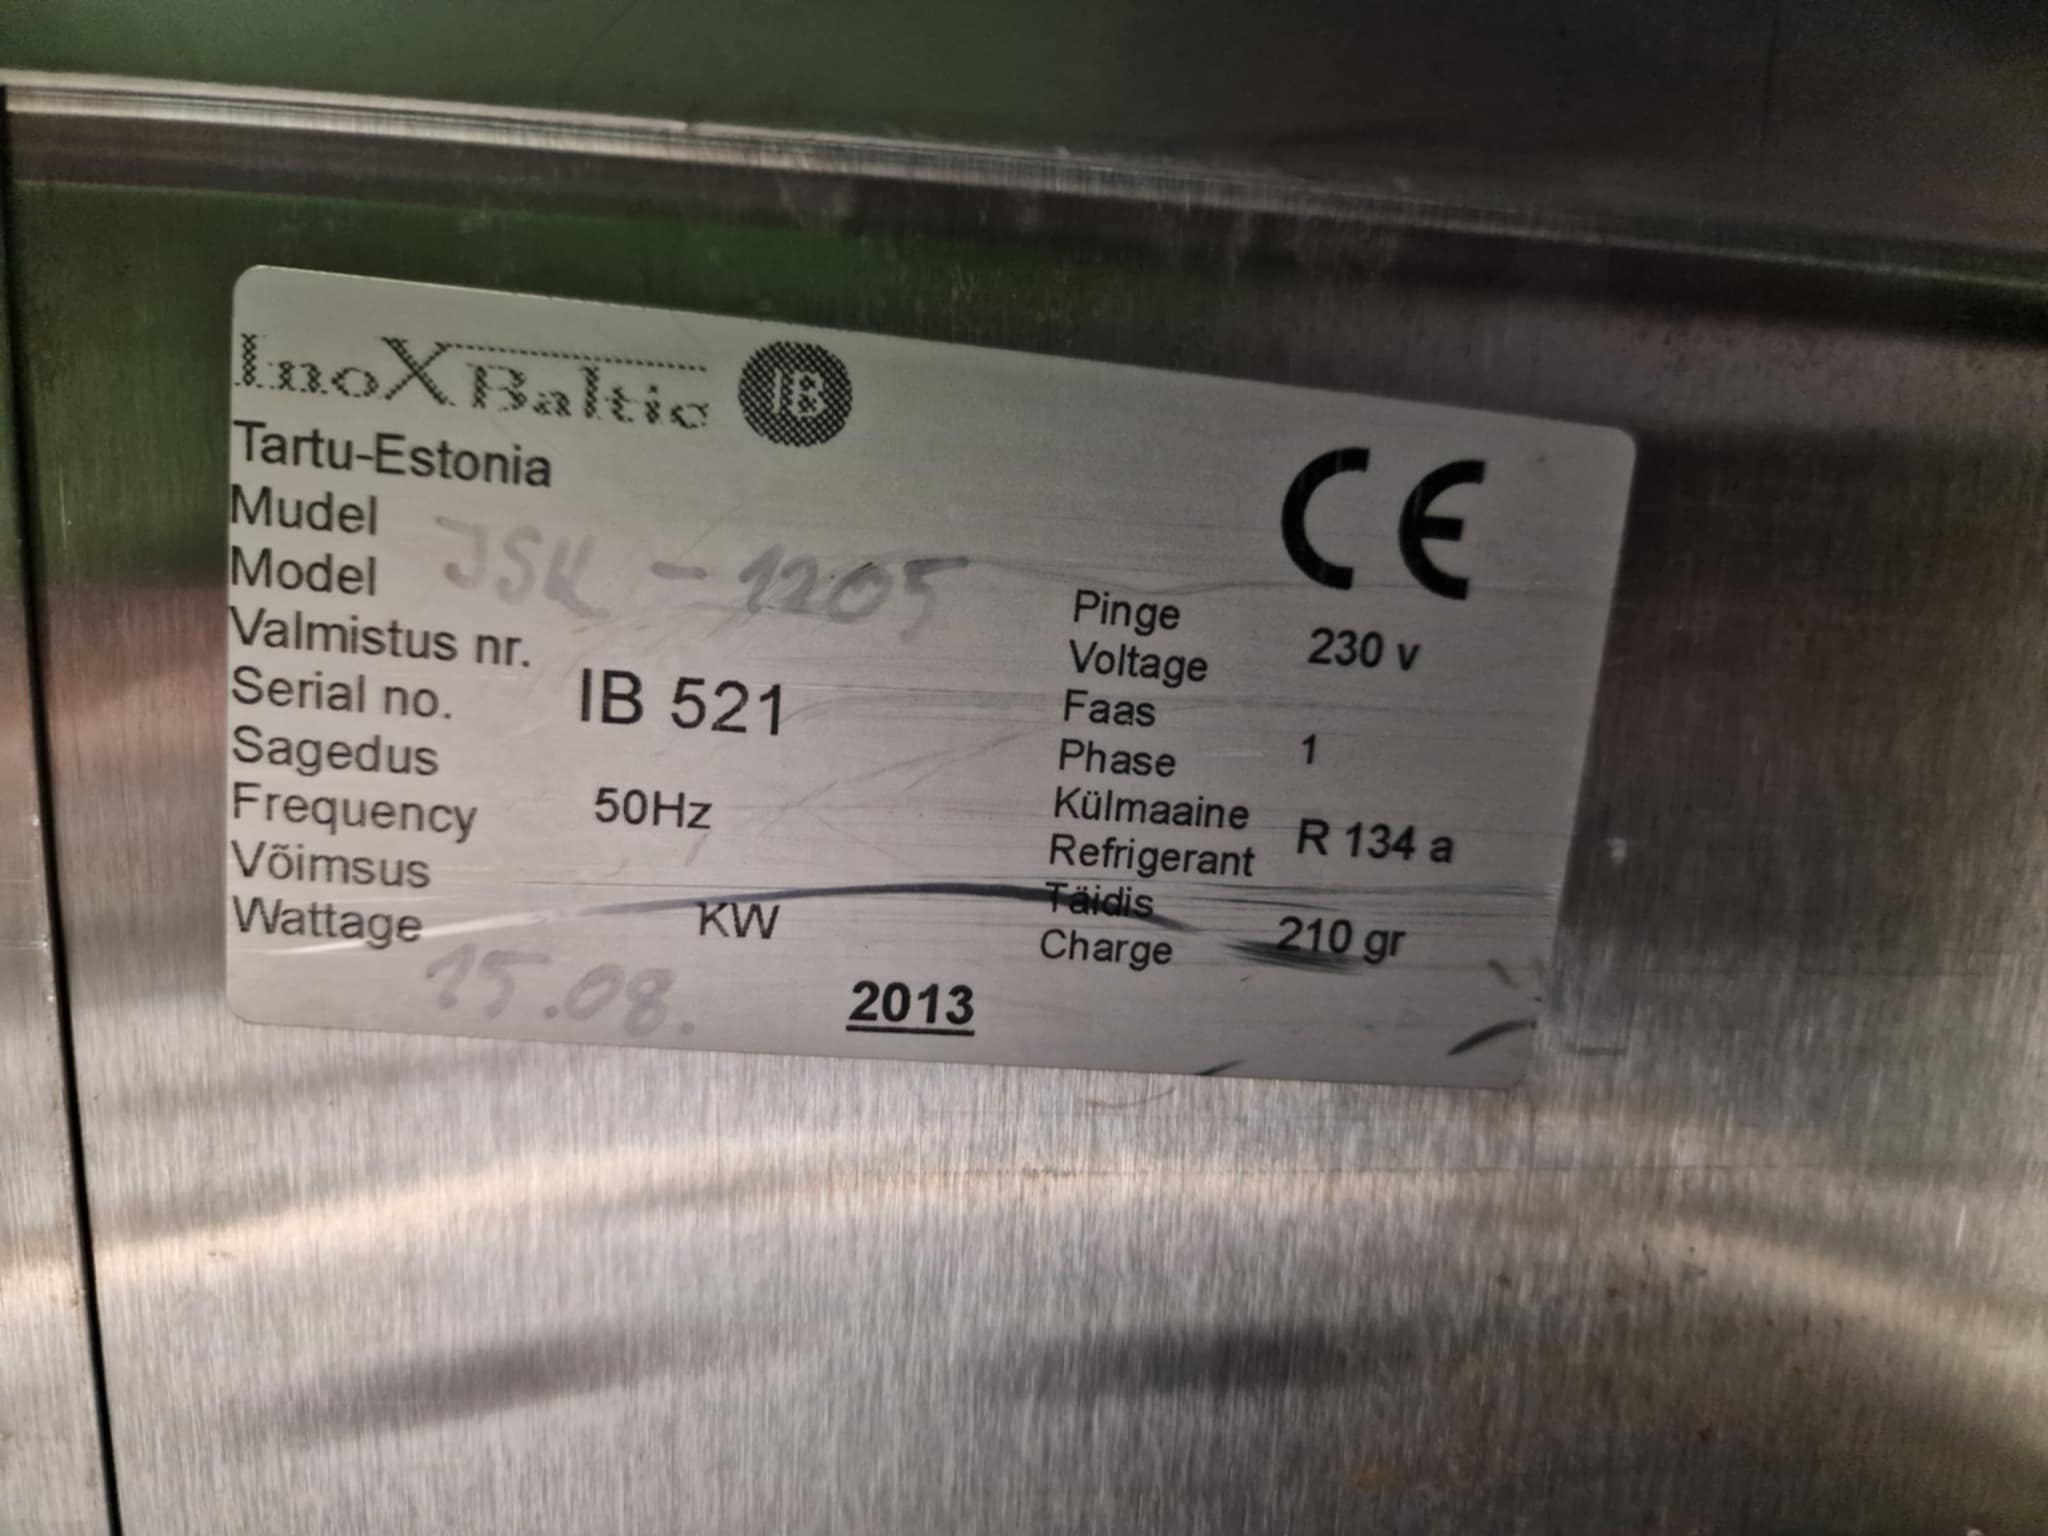 InoXBaltic IB
Tartu-Estonia
CE
Mudel
Model JSK - 1205
Valmistus nr.
Serial no. IB 521
Sagedus
Frequency 50Hz
Võimsus
Wattage KW
15.08. 2013
Pinge
Voltage 230 v
Faas
Phase 1
Külmaaine
Refrigerant R 134 a
Täidis
Charge 210 gr